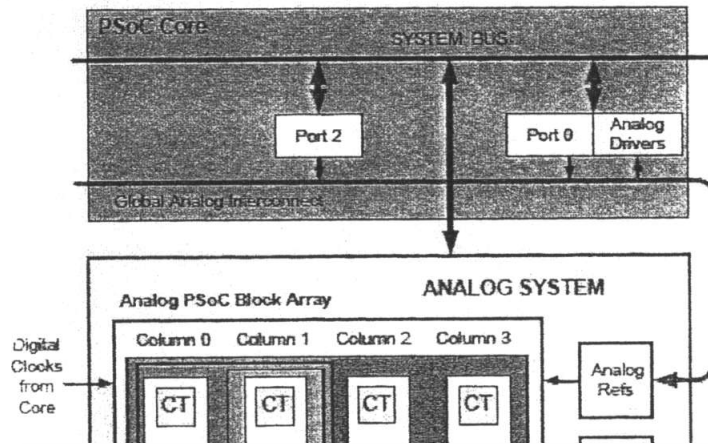 PSoC Core
SYSTEM BUS
Port 2
Port 0
Analog
Drivers
Global Analog Interconnect
ANALOG SYSTEM
Analog PSoC Block Array
Column 0 Column 1 Column 2 Column 3
Digital
Clocks
from
Core
CT CT CT CT
Analog
Refs